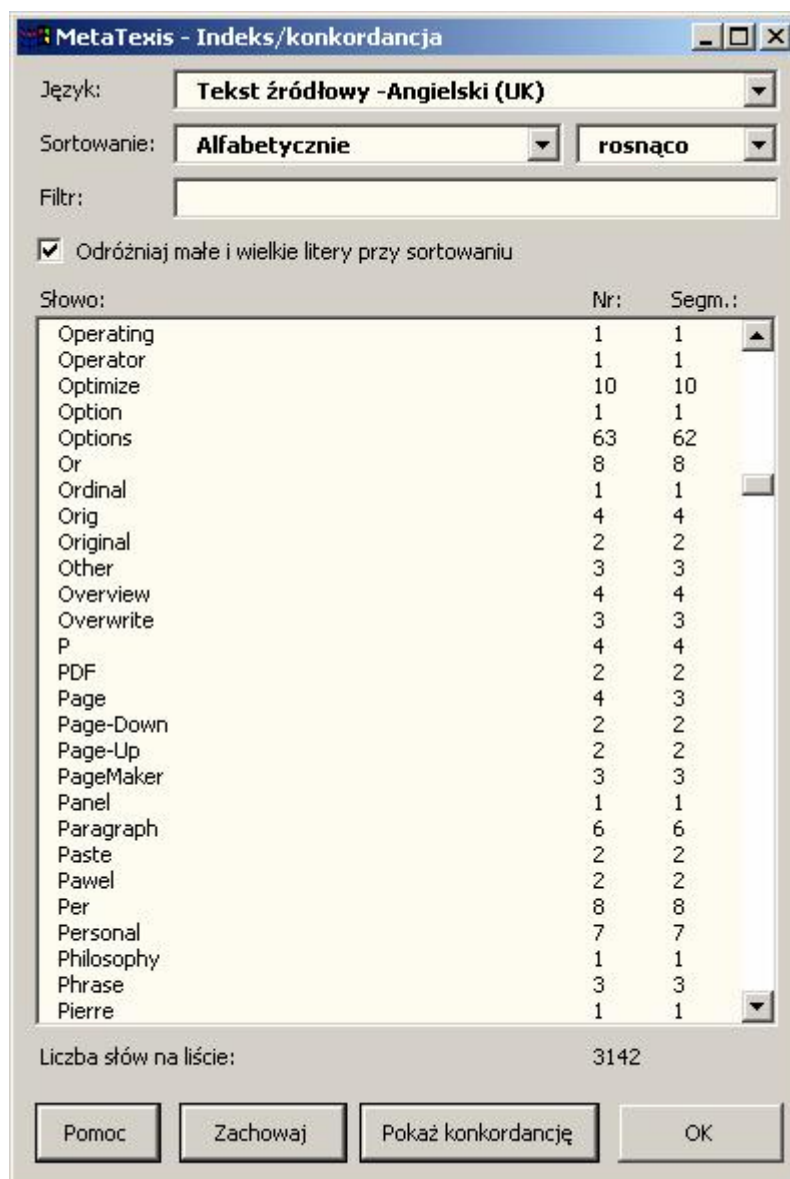 MetaTexis - Indeks/konkordancja
Język: Tekst źródłowy -Angielski (UK)
Sortowanie: Alfabetycznie rosnąco
Filtr:
Odróżniaj małe i wielkie litery przy sortowaniu
Słowo: Nr: Segm.:
Operating 1 1
Operator 1 1
Optimize 10 10
Option 1 1
Options 63 62
Or 8 8
Ordinal 1 1
Orig 4 4
Original 2 2
Other 3 3
Overview 4 4
Overwrite 3 3
P 4 4
PDF 2 2
Page 4 3
Page-Down 2 2
Page-Up 2 2
PageMaker 3 3
Panel 1 1
Paragraph 6 6
Paste 2 2
Pawel 2 2
Per 8 8
Personal 7 7
Philosophy 1 1
Phrase 3 3
Pierre 1 1
Liczba słów na liście: 3142
Pomoc Zachowaj Pokaż konkordancję OK